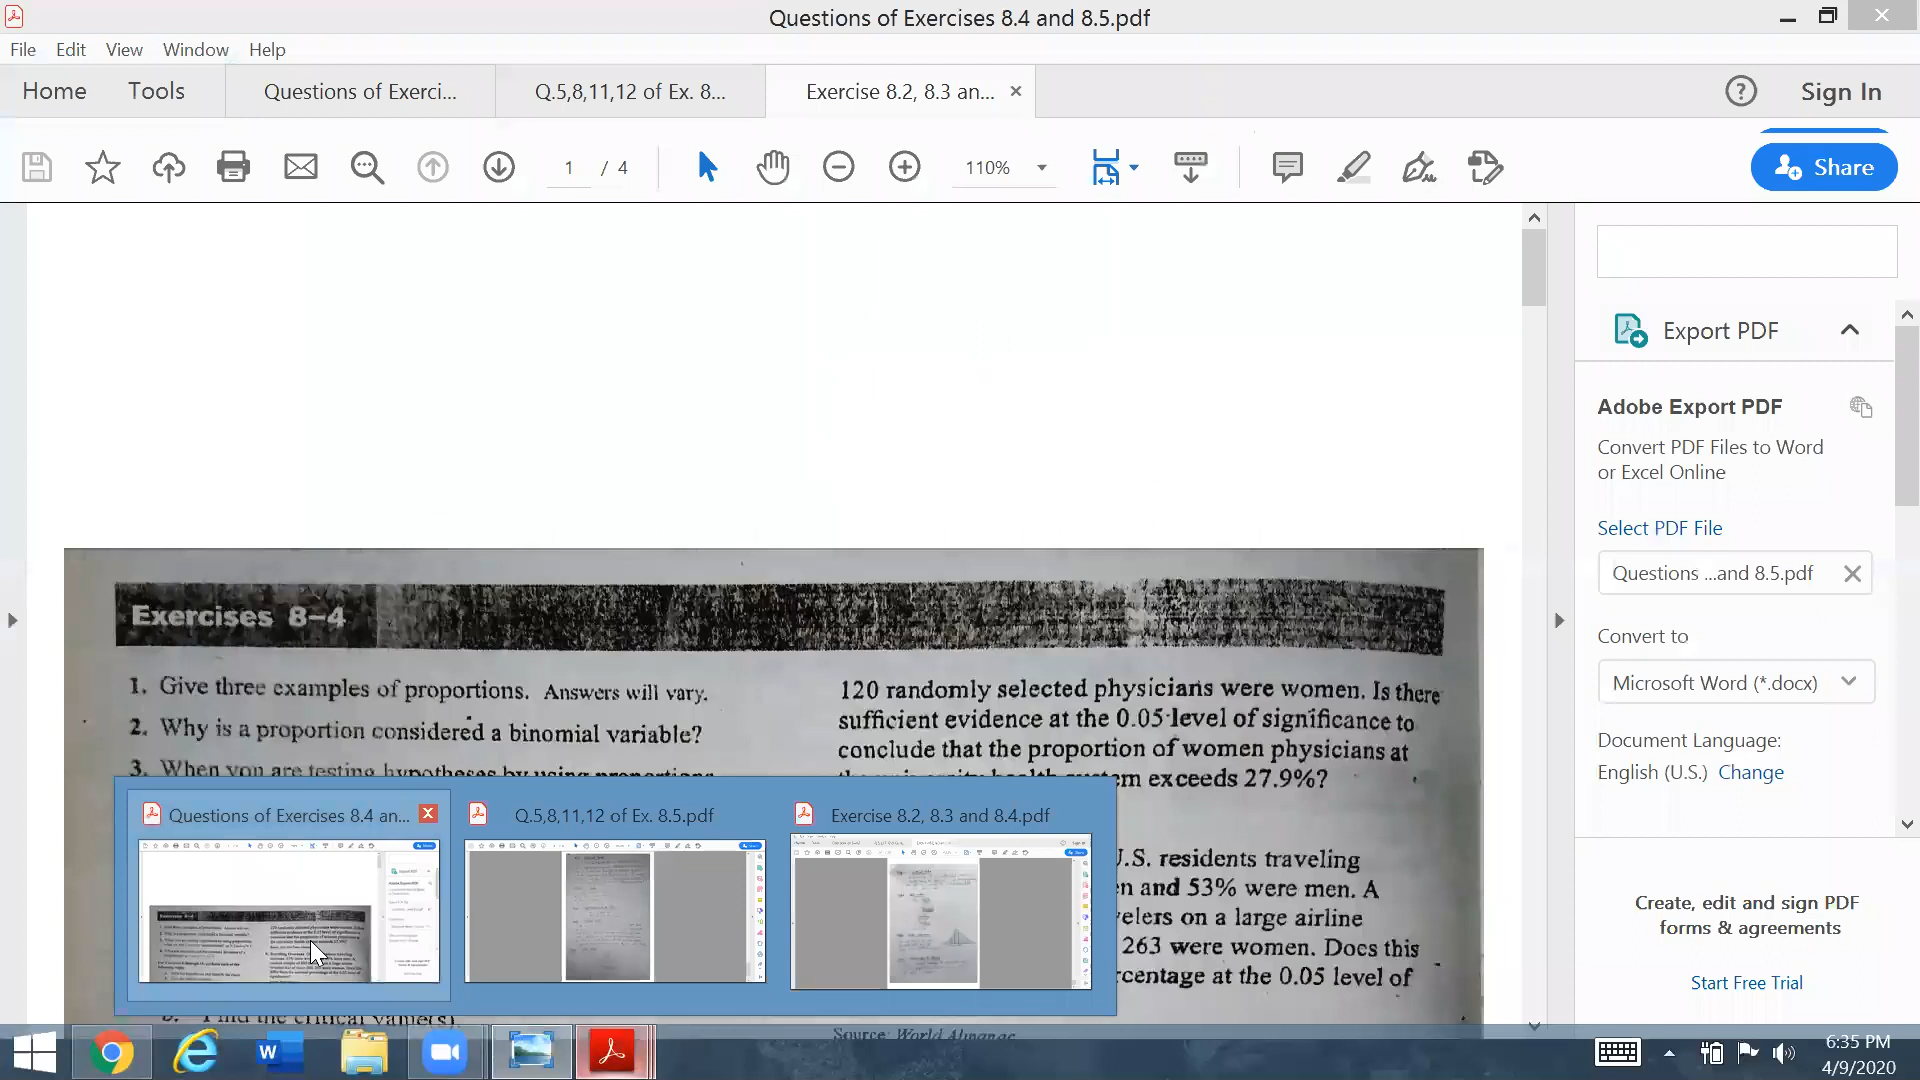 Questions of Exercises 8.4 and 8.5.pdf
File Edit View Window Help
Home Tools Questions of Exerci... Q.5,8,11,12 of Ex. 8... Exercise 8.2, 8.3 an... Sign In
1 / 4 110% Share
Export PDF
Adobe Export PDF
Convert PDF Files to Word
or Excel Online
Select PDF File
Questions ...and 8.5.pdf
Convert to
Microsoft Word (*.docx)
Document Language:
English (U.S.) Change
Create, edit and sign PDF
forms & agreements
Start Free Trial
Exercises 8-4
1. Give three examples of proportions. Answers will vary.
2. Why is a proportion considered a binomial variable?
3. When you are testing hypotheses by using proportions,
120 randomly selected physicians were women. Is there
sufficient evidence at the 0.05 level of significance to
conclude that the proportion of women physicians at
exceeds 27.9%?
U.S. residents traveling
and 53% were men. A
on a large airline
263 were women. Does this
at the 0.05 level of
Source: World Almanac
b. Find the critical value(s).
Questions of Exercises 8.4 an... Q.5,8,11,12 of Ex. 8.5.pdf Exercise 8.2, 8.3 and 8.4.pdf
6:35 PM
4/9/2020